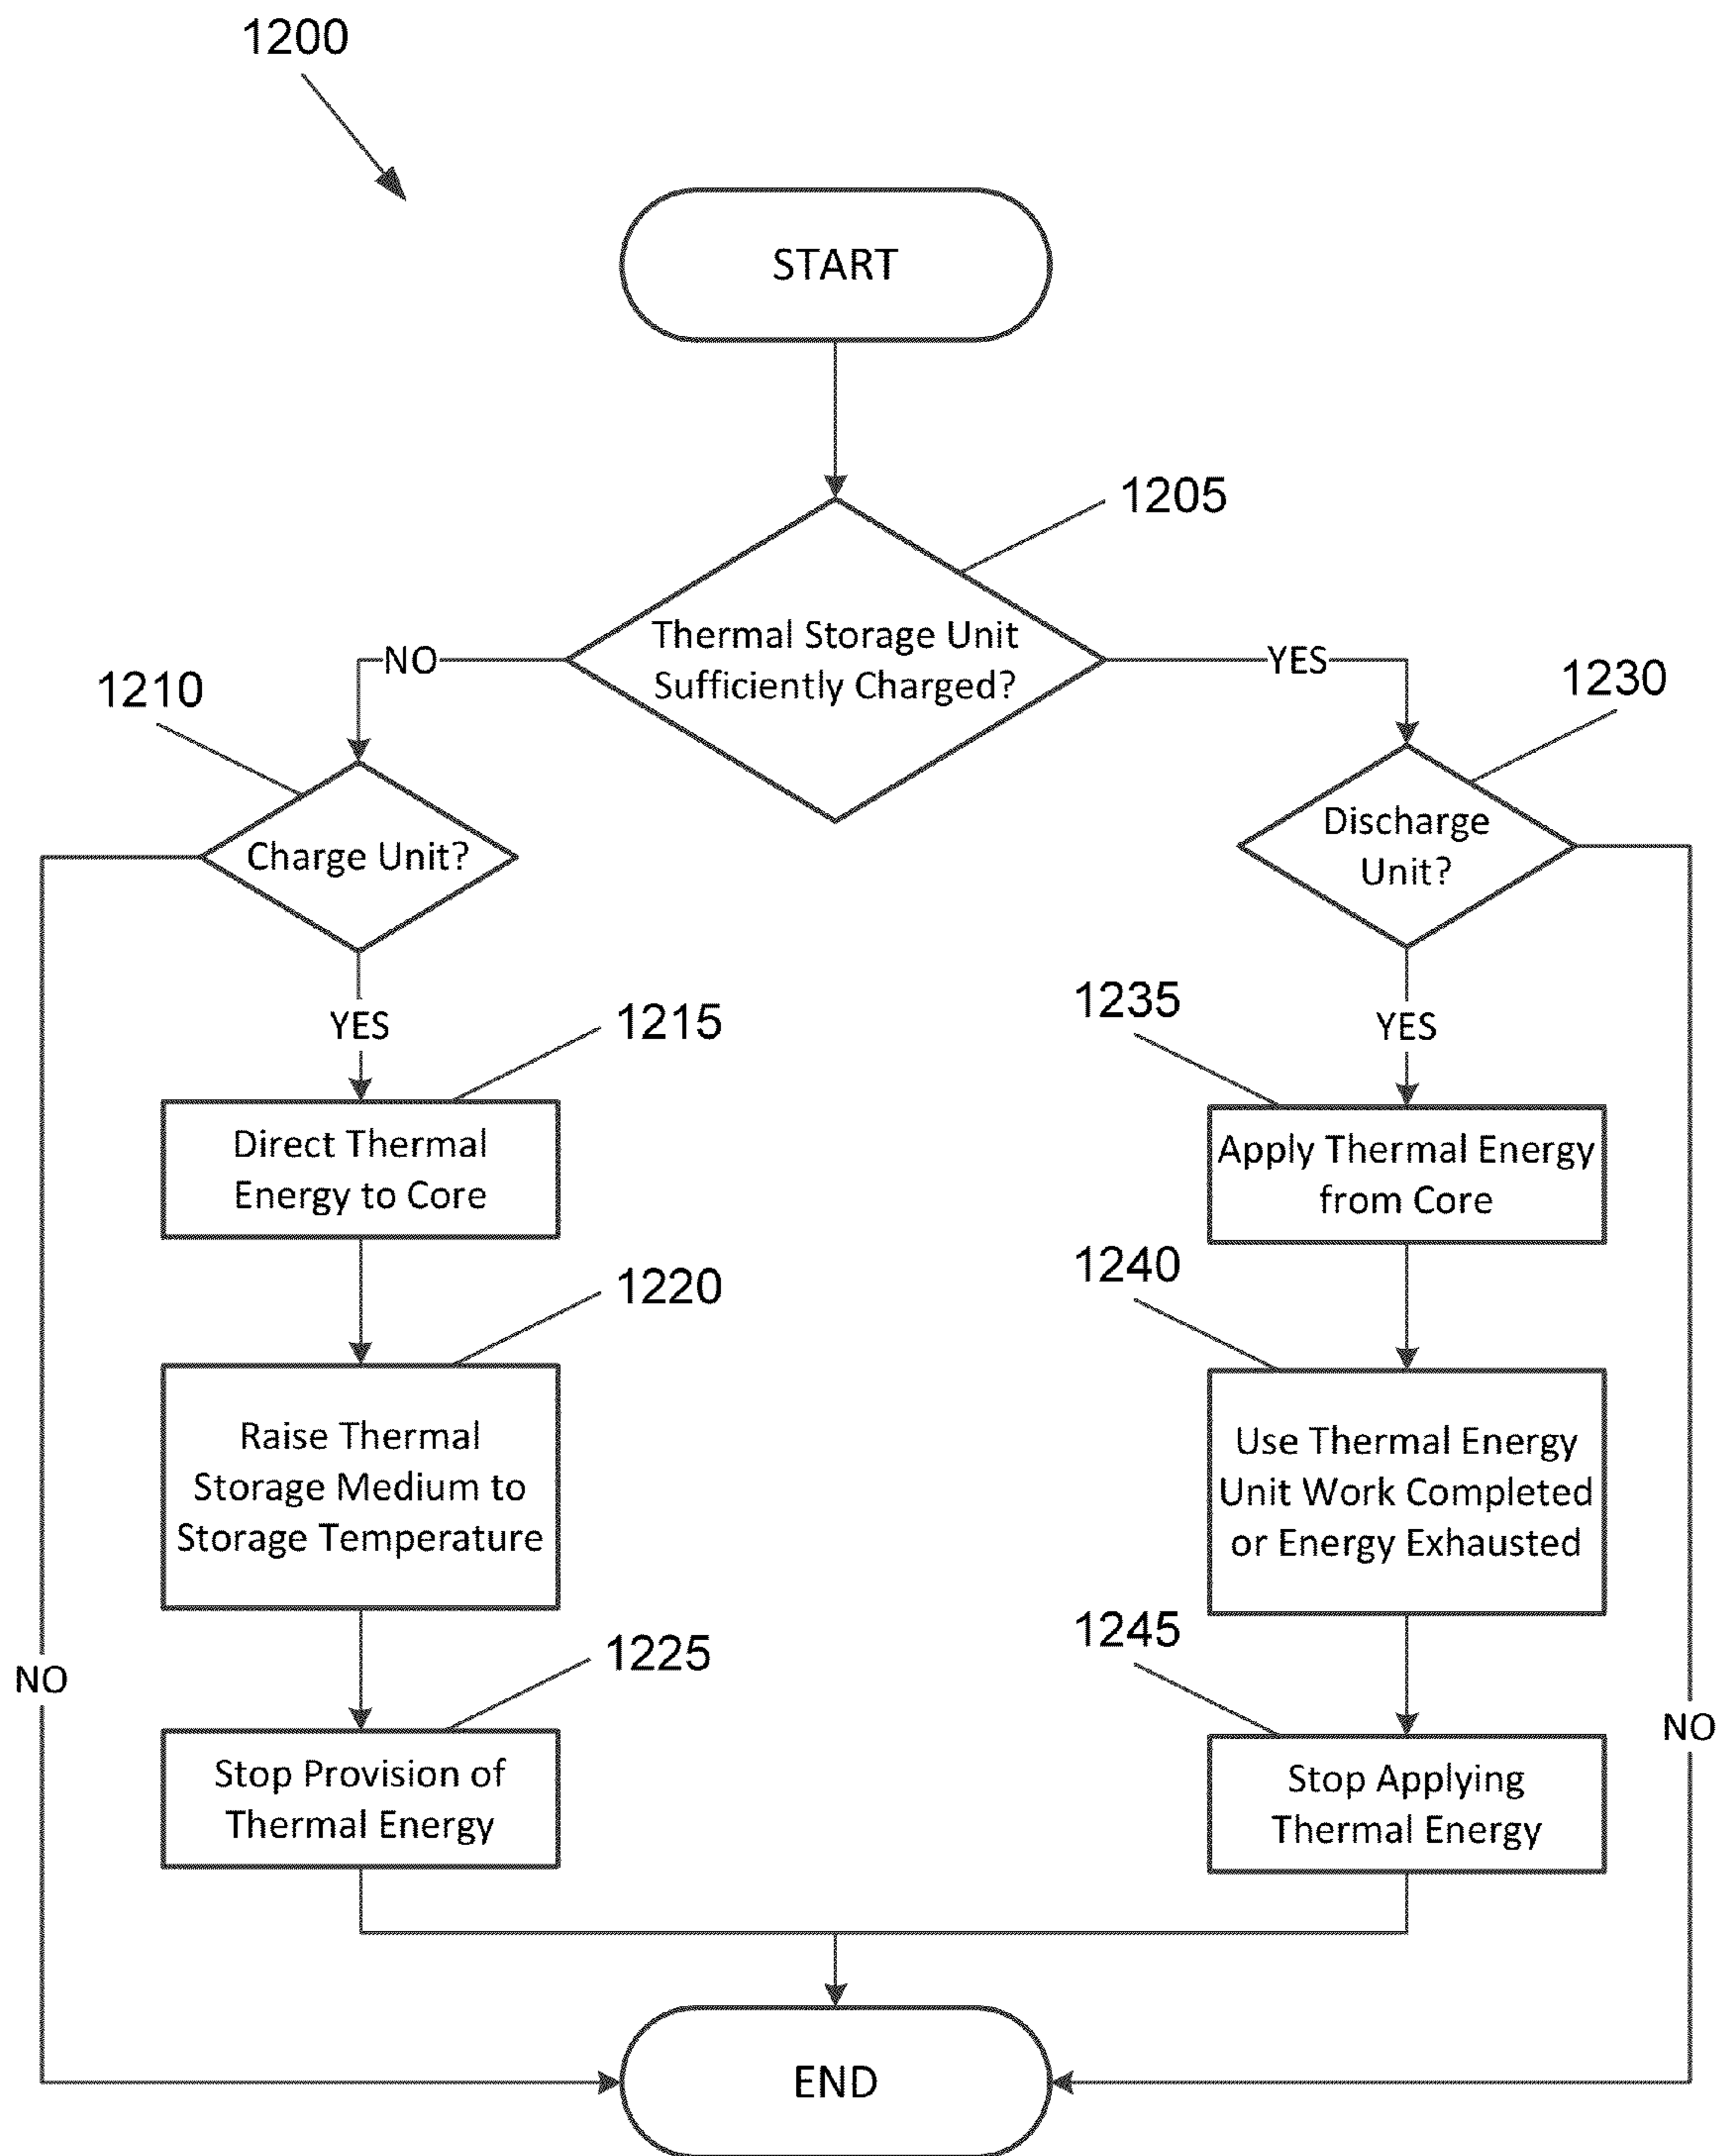 1200
START
1205
Thermal Storage Unit
Sufficiently Charged?
NO
YES
1210
Charge Unit?
1230
Discharge
Unit?
YES
1215
Direct Thermal
Energy to Core
1220
Raise Thermal
Storage Medium to
Storage Temperature
1225
Stop Provision of
Thermal Energy
NO
YES
1235
Apply Thermal Energy
from Core
1240
Use Thermal Energy
Unit Work Completed
or Energy Exhausted
1245
Stop Applying
Thermal Energy
NO
END